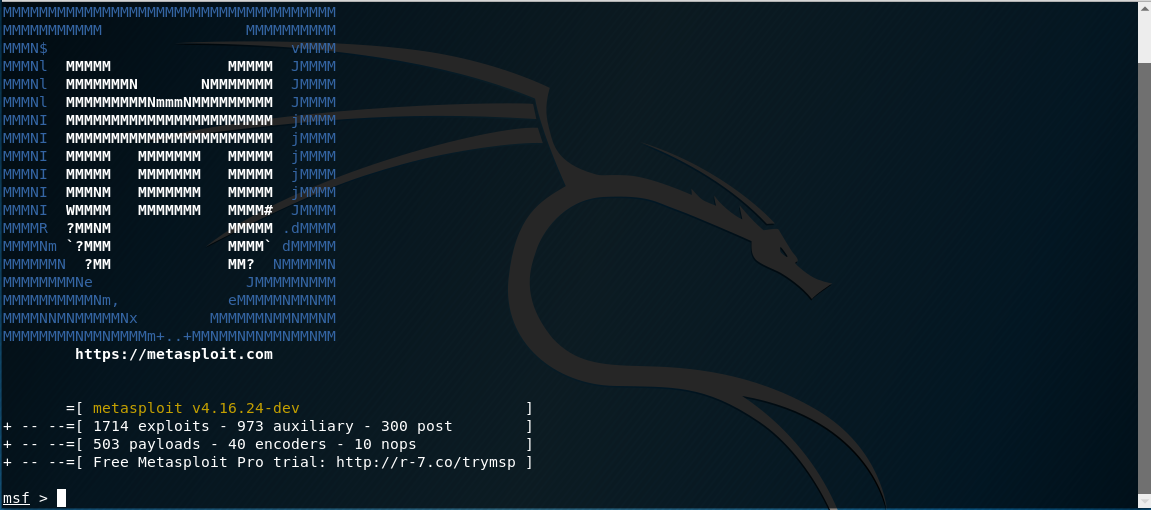 MMMMMMMMMMMMMMMMMMMMMMMMMMMMMMMMMMMMM
MMMMMMMMMMM                MMMMMMMMMM
MMMN$                           vMMMM
MMMNl  MMMMM             MMMMM  JMMMM
MMMNl  MMMMMMMN       NMMMMMMM  JMMMM
MMMNl  MMMMMMMMMNmmmNMMMMMMMMM  JMMMM
MMMNI  MMMMMMMMMMMMMMMMMMMMMMM  jMMMM
MMMNI  MMMMMMMMMMMMMMMMMMMMMMM  jMMMM
MMMNI  MMMMM   MMMMMMM   MMMMM  jMMMM
MMMNI  MMMMM   MMMMMMM   MMMMM  jMMMM
MMMNI  MMMNM   MMMMMMM   MMMMM  jMMMM
MMMNI  WMMMM   MMMMMMM   MMMM#  JMMMM
MMMMR  ?MMNM             MMMMM .dMMMM
MMMMNm `?MMM             MMMM` dMMMMM
MMMMMMN  ?MM             MM?  NMMMMMN
MMMMMMMMNe                 JMMMMMNMMM
MMMMMMMMMMNm,            eMMMMMNMMNMM
MMMMNNMNMMMMMNx        MMMMMMNMMNMMNM
MMMMMMMMNMMNMMMMm+..+MMNMMNMNMMNMMNMM
        https://metasploit.com
       =[ metasploit v4.16.24-dev                         ]
+ -- --=[ 1714 exploits - 973 auxiliary - 300 post        ]
+ -- --=[ 503 payloads - 40 encoders - 10 nops            ]
+ -- --=[ Free Metasploit Pro trial: http://r-7.co/trymsp ]
msf >